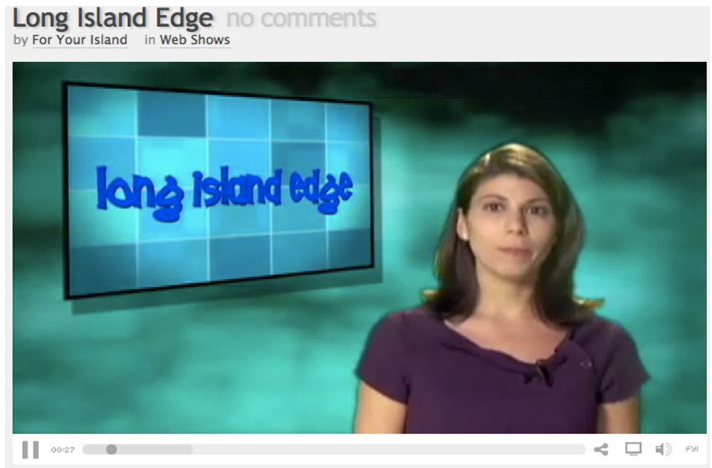 Long Island Edge no comments
by For Your Island in Web Shows
long island edge
00:27
FYI